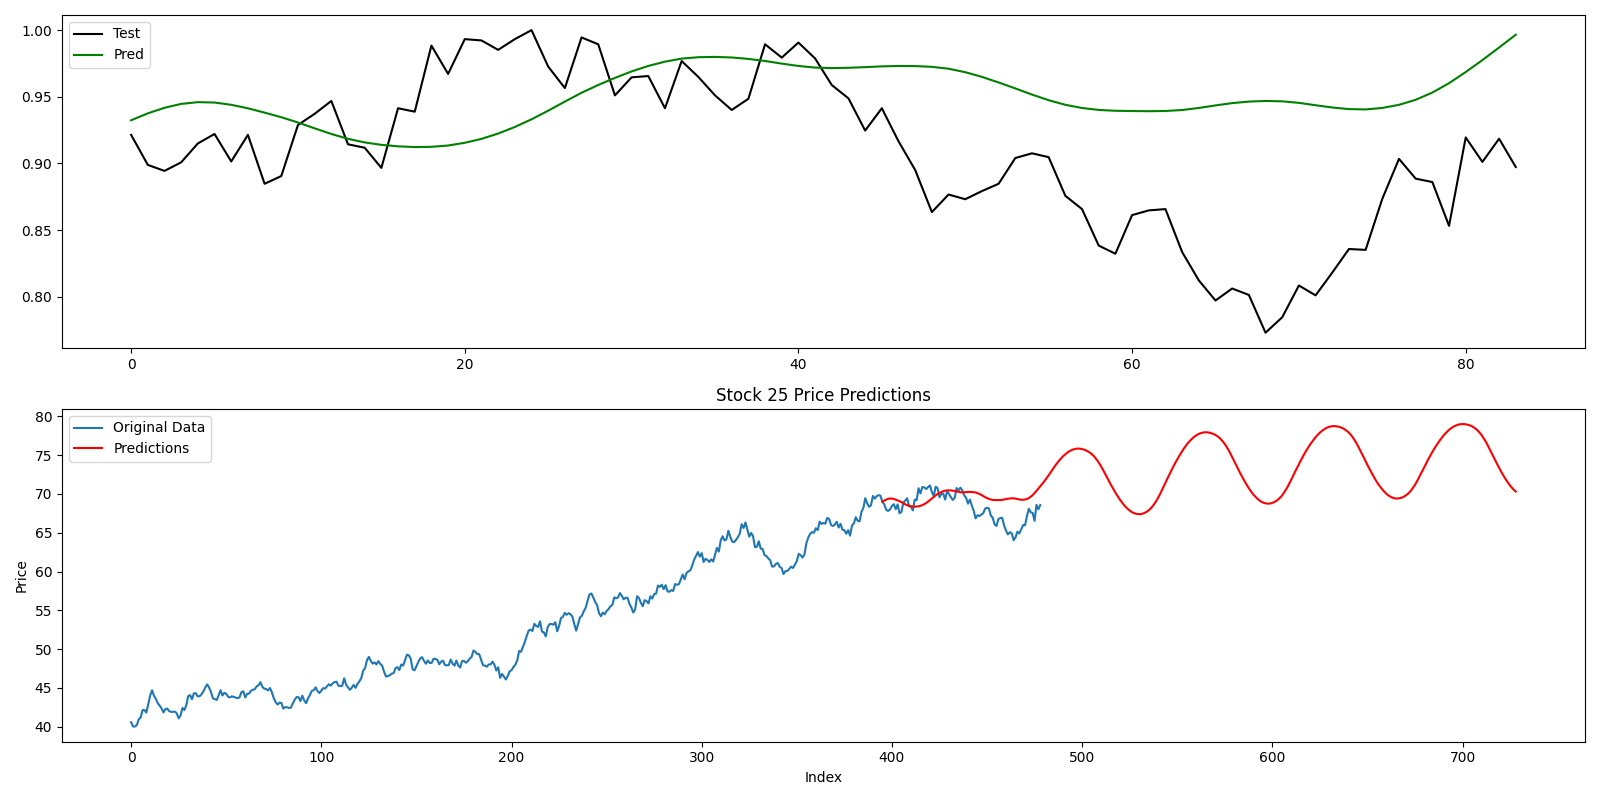 1.00
0.95
0.90
0.85
0.80
Test
Pred
0 20 40 60 80
Stock 25 Price Predictions
80
75
70
65
60
55
50
45
40
Price
Original Data
Predictions
0 100 200 300 400 500 600 700
Index